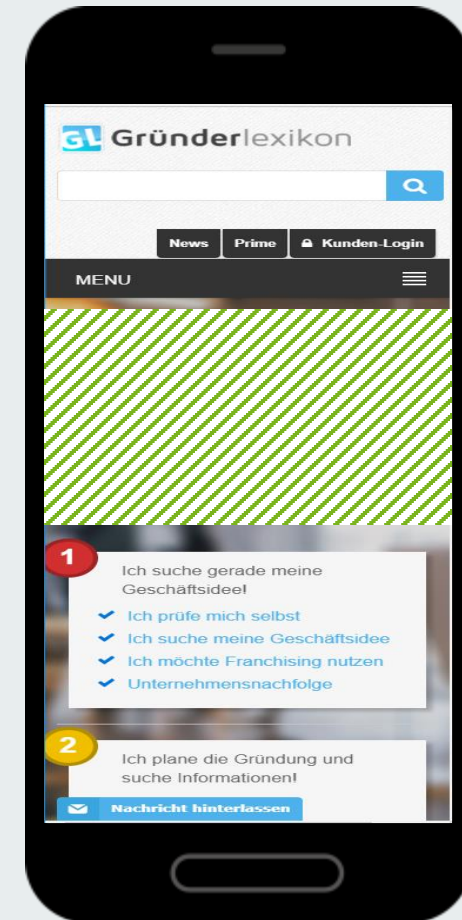 GL Gründerlexikon
News Prime Kunden-Login
MENU
1
Ich suche gerade meine
Geschäftsidee!
Ich prüfe mich selbst
Ich suche meine Geschäftsidee
Ich möchte Franchising nutzen
Unternehmensnachfolge
2
Ich plane die Gründung und
suche Informationen!
Nachricht hinterlassen